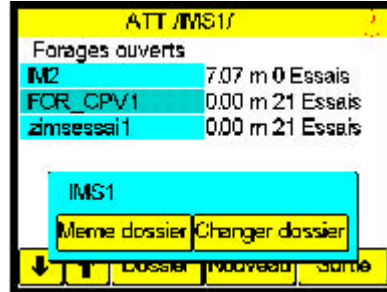 ATT /IMS1/
Forages ouverts
IM2 7.07 m 0 Essais
FOR_CPV1 0.00 m 21 Essais
zimsessai1 0.00 m 21 Essais
IMS1
Meme dossier Changer dossier
Dossier Nouveau Sortie